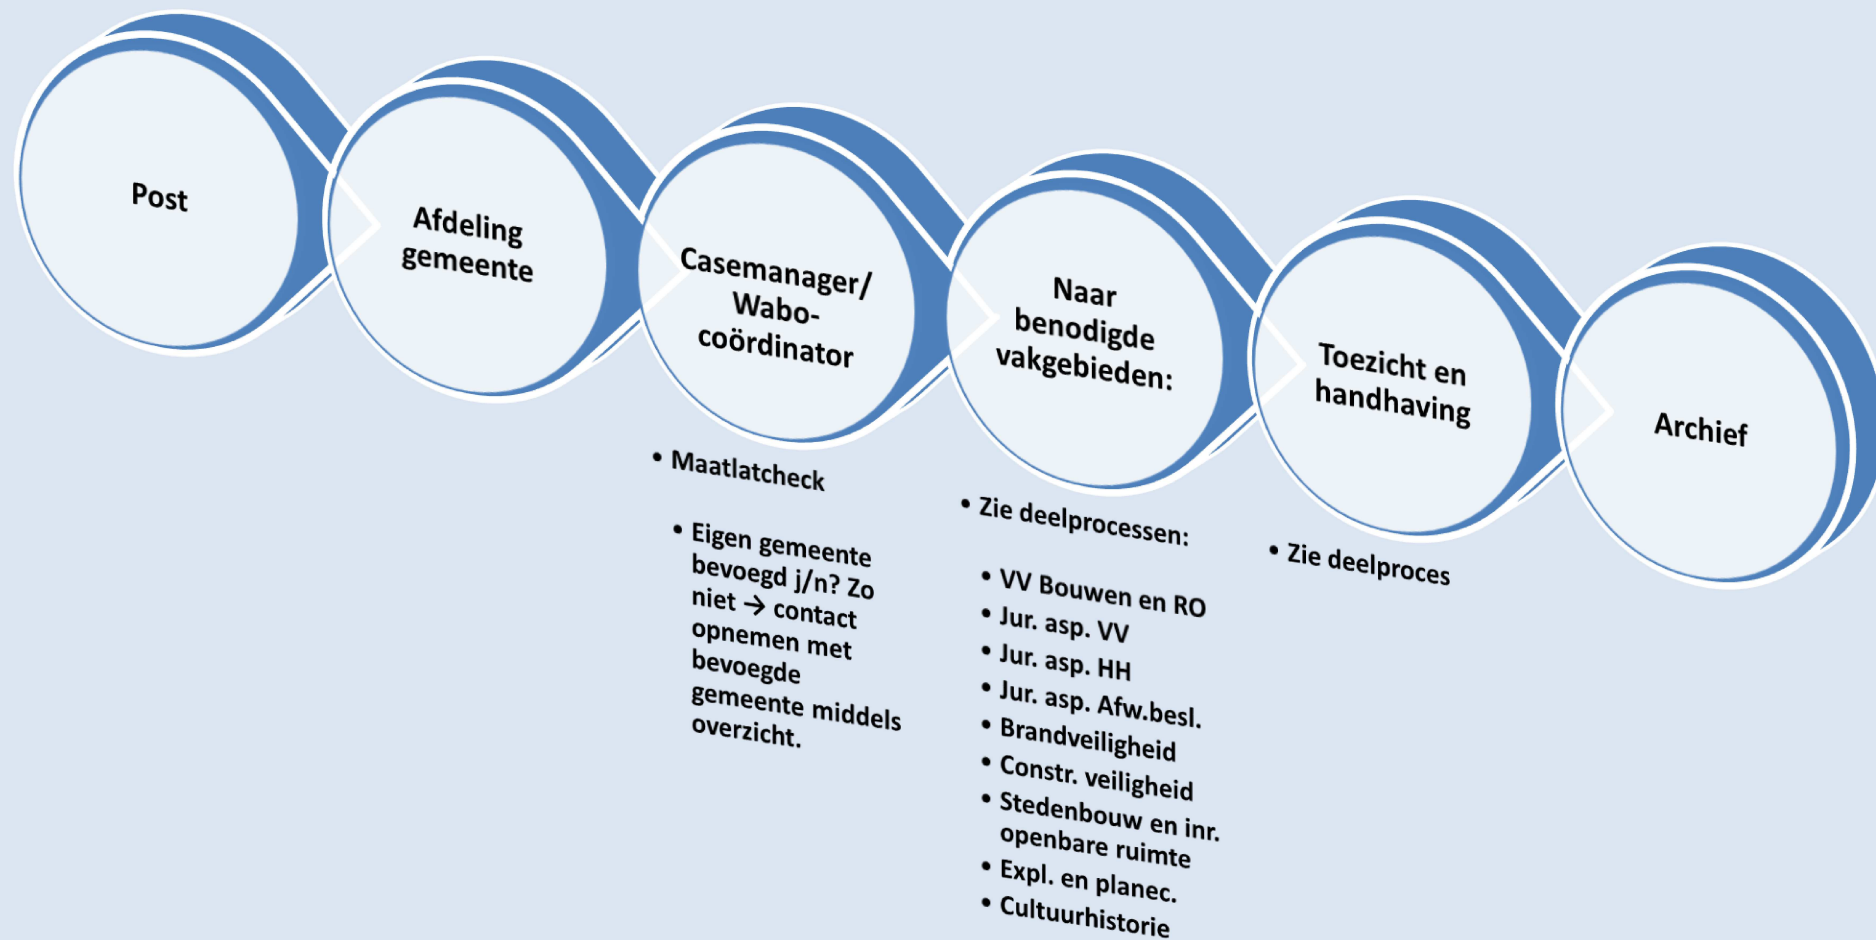 Post
Afdeling
gemeente
Casemanager/
Wabo-
coördinator
• Maatlatcheck
• Eigen gemeente
bevoegd j/n? Zo
niet → contact
opnemen met
bevoegde
gemeente middels
overzicht.
Naar
benodigde
vakgebieden:
• Zie deelprocessen:
• VV Bouwen en RO
• Jur. asp. VV
• Jur. asp. HH
• Jur. asp. Afw.besl.
• Brandveiligheid
• Constr. veiligheid
• Stedenbouw en inr.
openbare ruimte
• Expl. en planec.
• Cultuurhistorie
Toezicht en
handhaving
• Zie deelproces
Archief